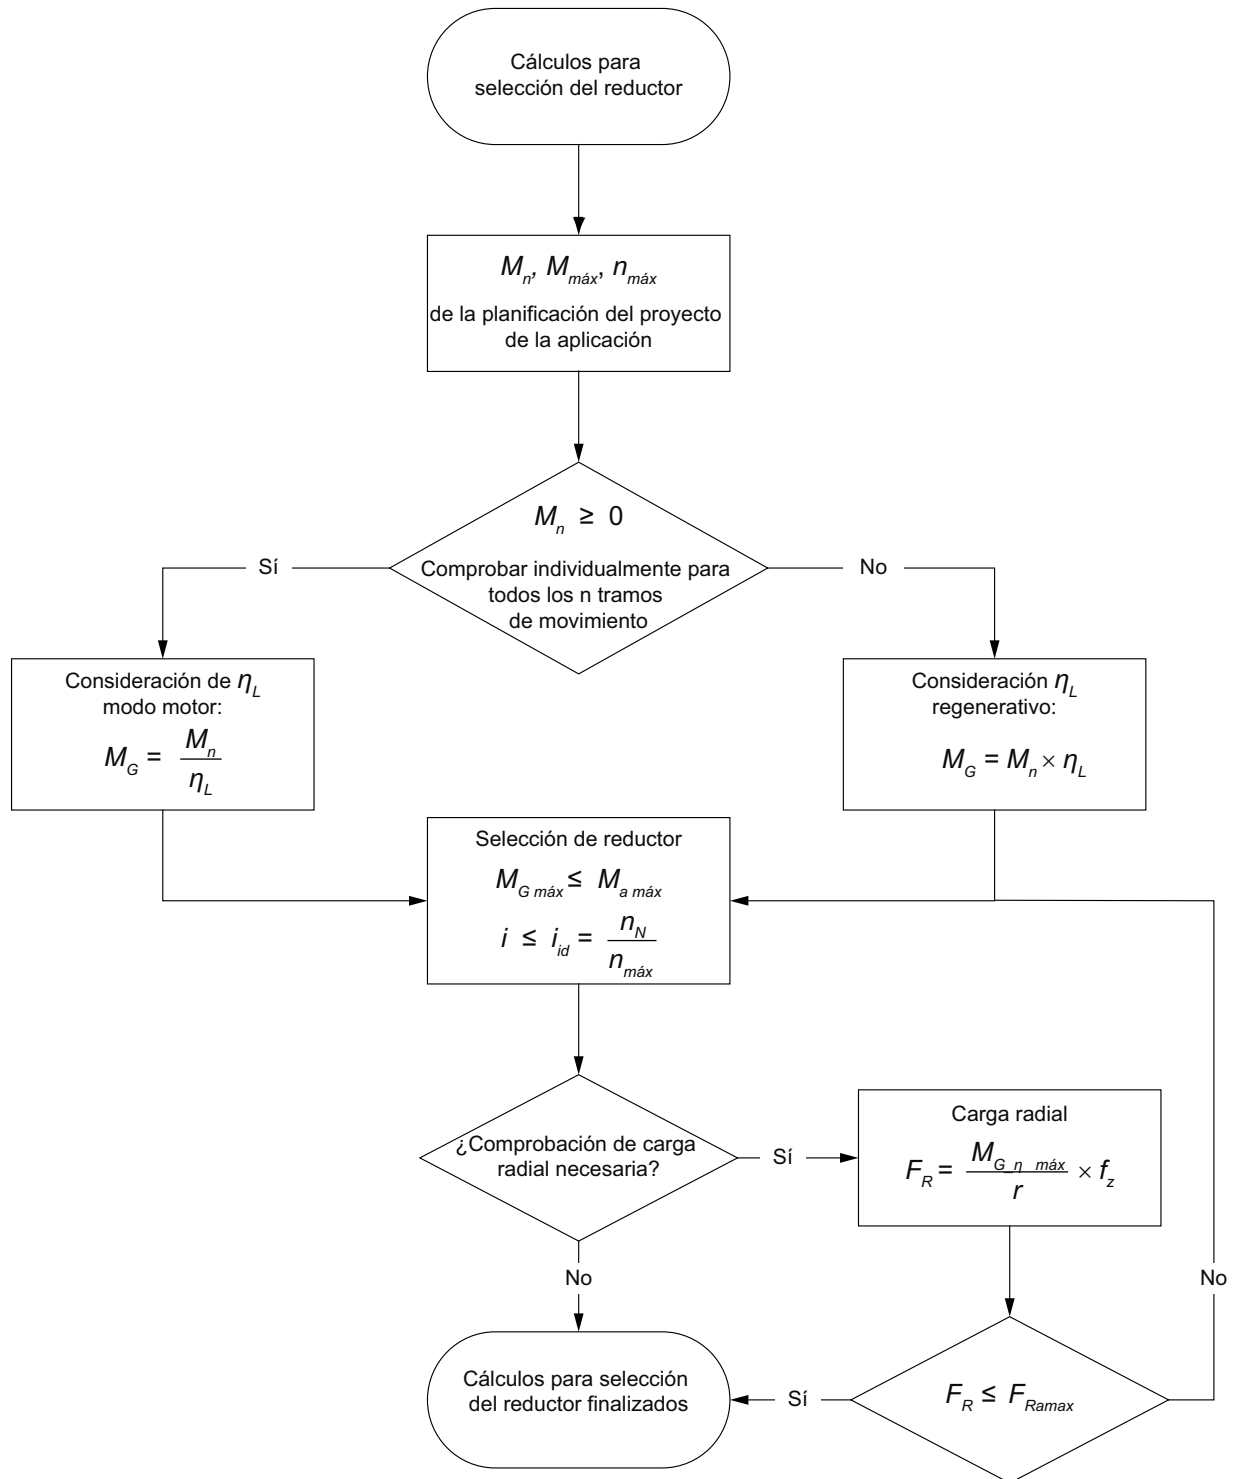 Cálculos para
selección del reductor
Mn, Mmáx, nmáx
de la planificación del proyecto
de la aplicación
Mn ≥ 0
Comprobar individualmente para
todos los n tramos
de movimiento
Sí
No
Consideración de ηL
modo motor:
MG = Mn / ηL
Consideración ηL
regenerativo:
MG = Mn × ηL
Selección de reductor
MG máx ≤ Ma máx
i ≤ iid = nN / nmáx
¿Comprobación de carga
radial necesaria?
Sí
Carga radial
FR = MG_η máx / r × fz
No
No
Cálculos para selección
del reductor finalizados
Sí
FR ≤ FRamax